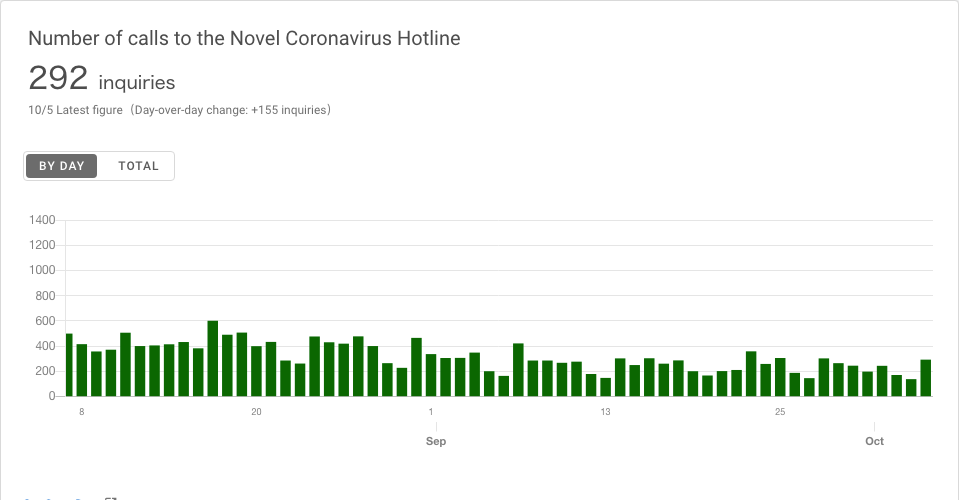 Number of calls to the Novel Coronavirus Hotline
292 inquiries
10/5 Latest figure（Day-over-day change: +155 inquiries）
BY DAY TOTAL
1400
1200
1000
800
600
400
200
0
8 20 1 13 25
Sep Oct